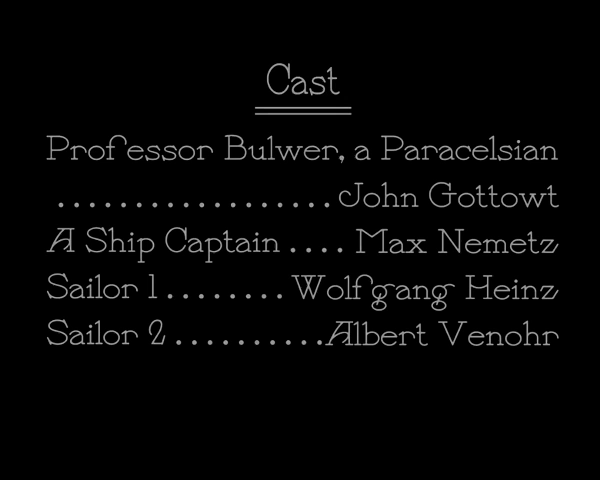 Cast
Professor Bulwer, a Paracelsian
..................John Gottowt
A Ship Captain .... Max Nemetz
Sailor 1 ........ Wolfgang Heinz
Sailor 2 ..........Albert Venohr